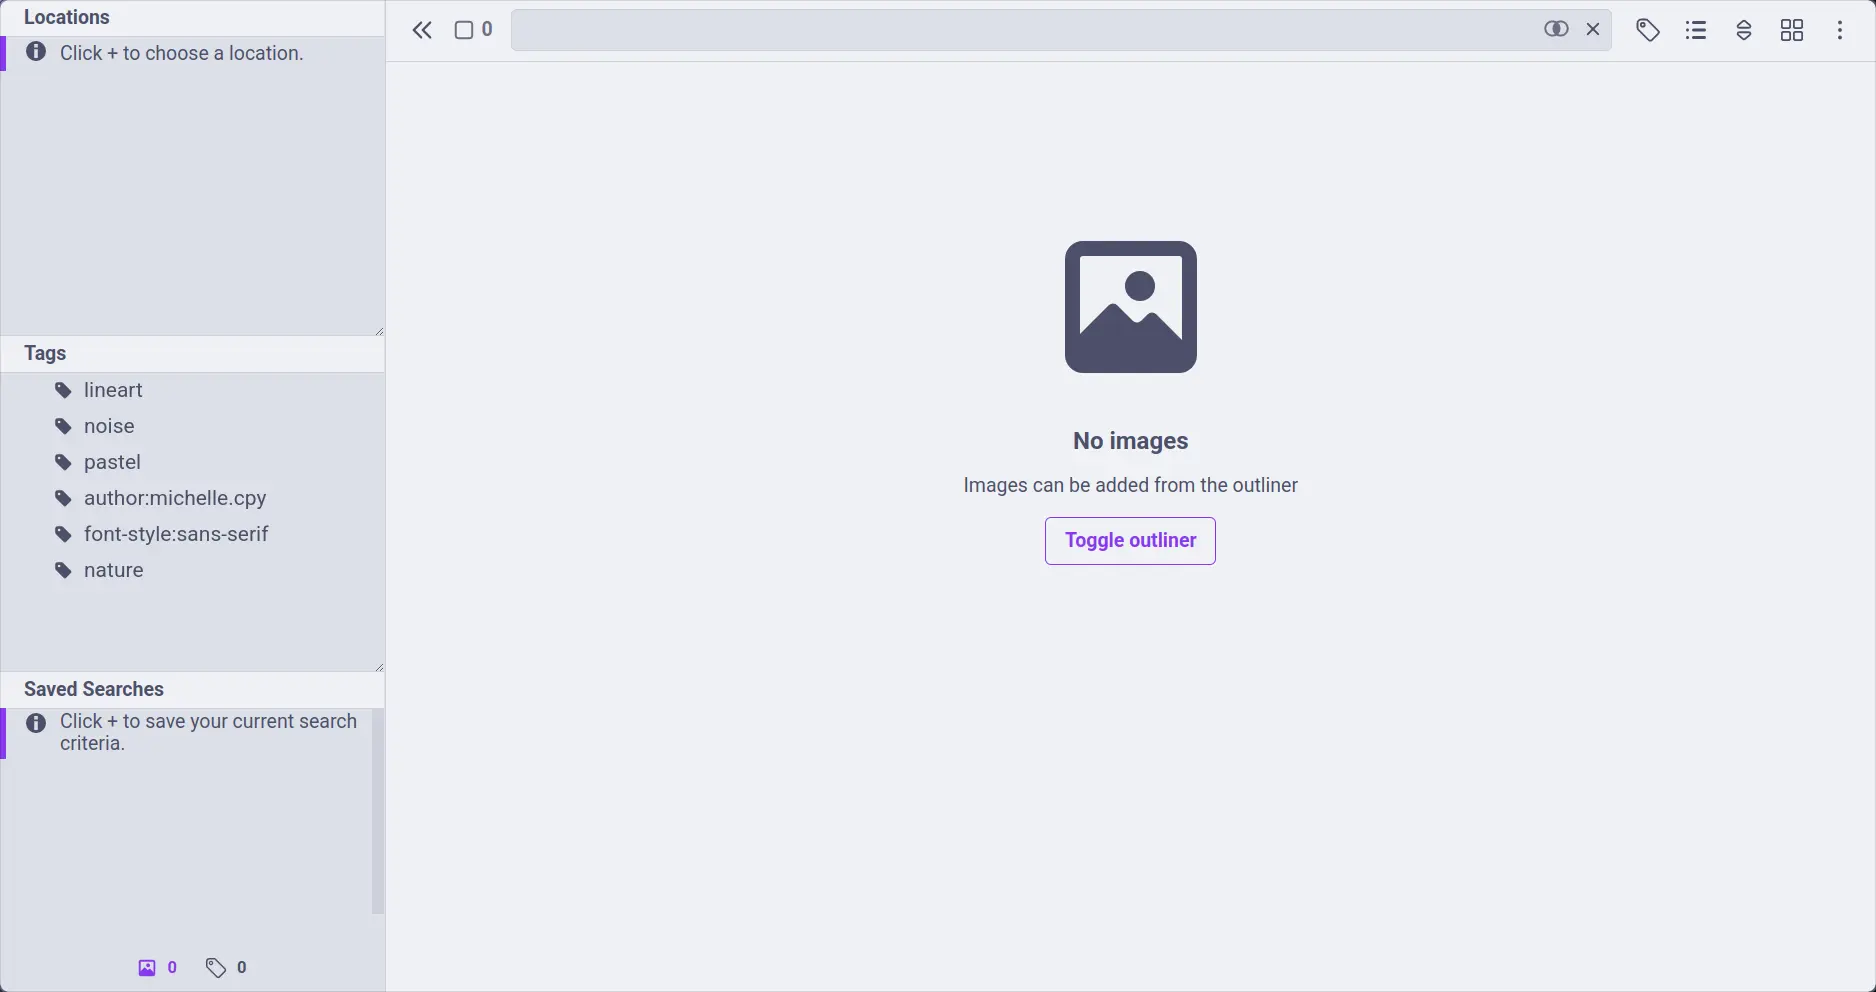 Locations
Click + to choose a location.
Tags
lineart
noise
pastel
author:michelle.cpy
font-style:sans-serif
nature
Saved Searches
Click + to save your current search
criteria.
0
0
0
No images
Images can be added from the outliner
Toggle outliner